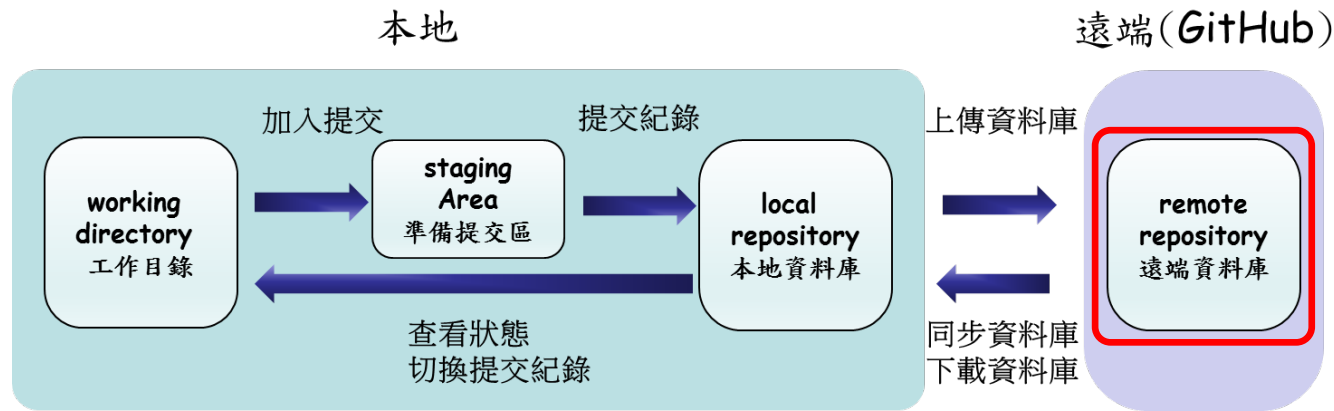 本地
遠端(GitHub)
加入提交
提交紀錄
上傳資料庫
working
directory
工作目錄
staging
Area
準備提交區
local
repository
本地資料庫
remote
repository
遠端資料庫
查看狀態
切換提交紀錄
同步資料庫
下載資料庫